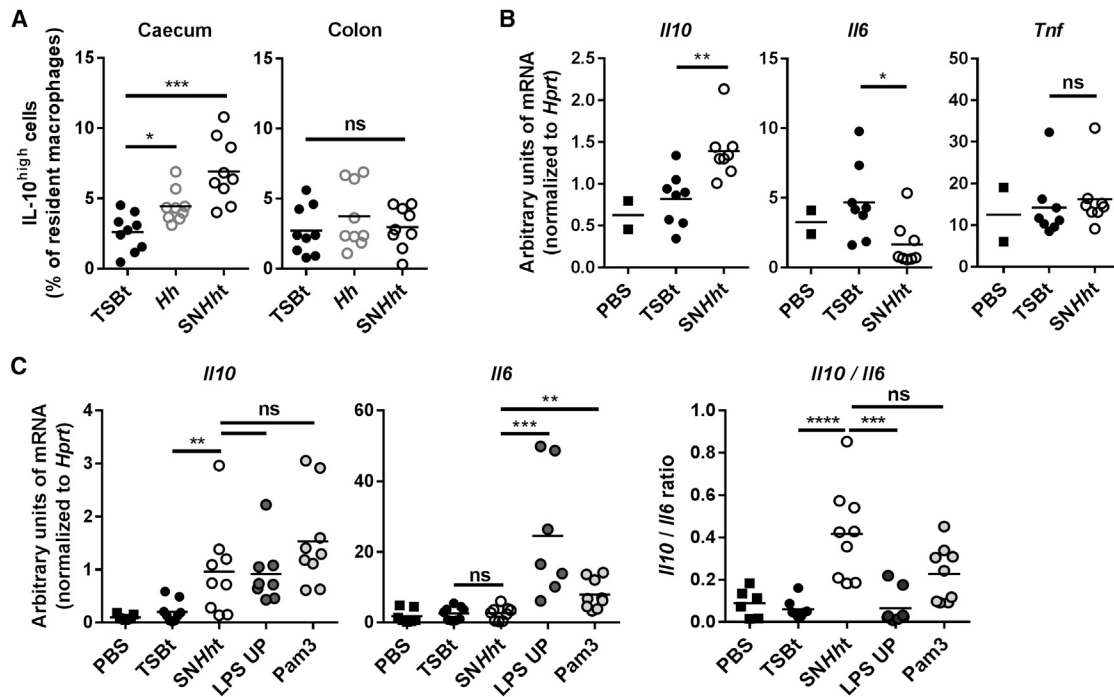 A
Caecum
Colon
IL-10high cells
(% of resident macrophages)
15
10
5
0
***
*
TSBt
Hh
SNHht
15
10
5
0
ns
TSBt
Hh
SNHht
B
Il10
Il6
Tnf
Arbitrary units of mRNA
(normalized to Hprt)
2.5
2.0
1.5
1.0
0.5
0.0
**
PBS
TSBt
SNHht
15
10
5
0
*
PBS
TSBt
SNHht
50
40
30
20
10
0
ns
PBS
TSBt
SNHht
C
Il10
Il6
Il10 / Il6
Arbitrary units of mRNA
(normalized to Hprt)
4
3
2
1
0
ns
**
PBS
TSBt
SNHht
LPS UP
Pam3
60
40
20
0
**
***
ns
PBS
TSBt
SNHht
LPS UP
Pam3
Il10 / Il6 ratio
1.0
0.8
0.6
0.4
0.2
0.0
ns
****
***
PBS
TSBt
SNHht
LPS UP
Pam3